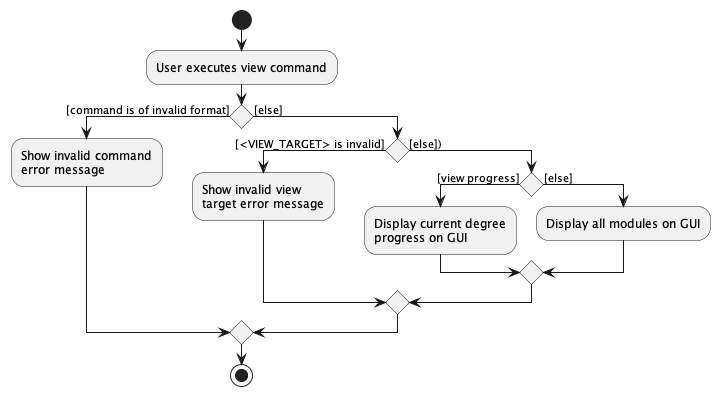 User executes view command
[command is of invalid format]
[else]
Show invalid command
error message
[<VIEW_TARGET> is invalid]
[else])
Show invalid view
target error message
[view progress]
[else]
Display current degree
progress on GUI
Display all modules on GUI